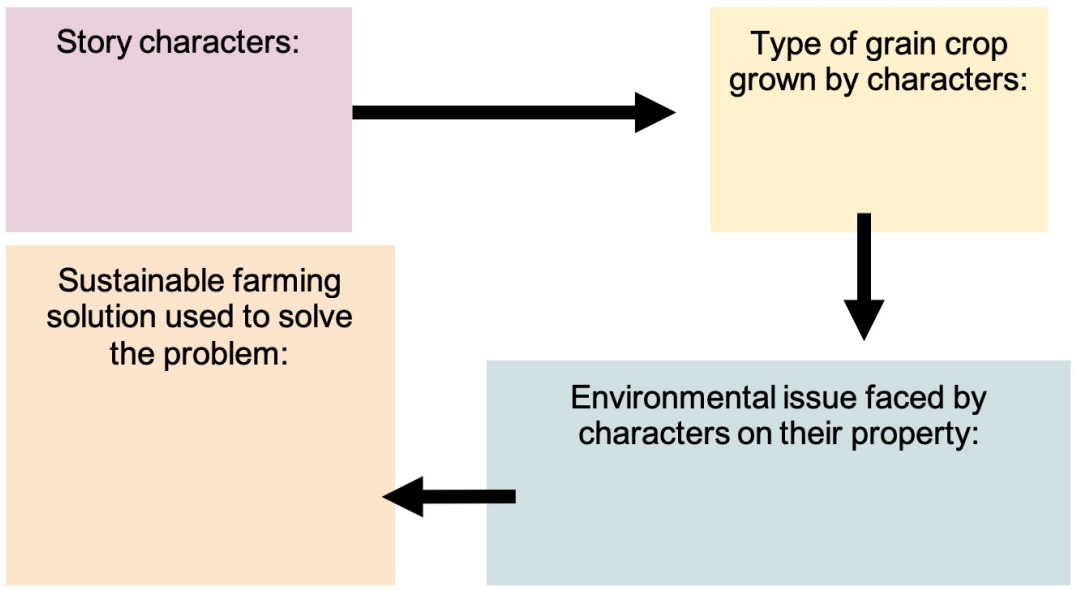 Story characters:
Type of grain crop
grown by characters:
Environmental issue faced by
characters on their property:
Sustainable farming
solution used to solve
the problem: